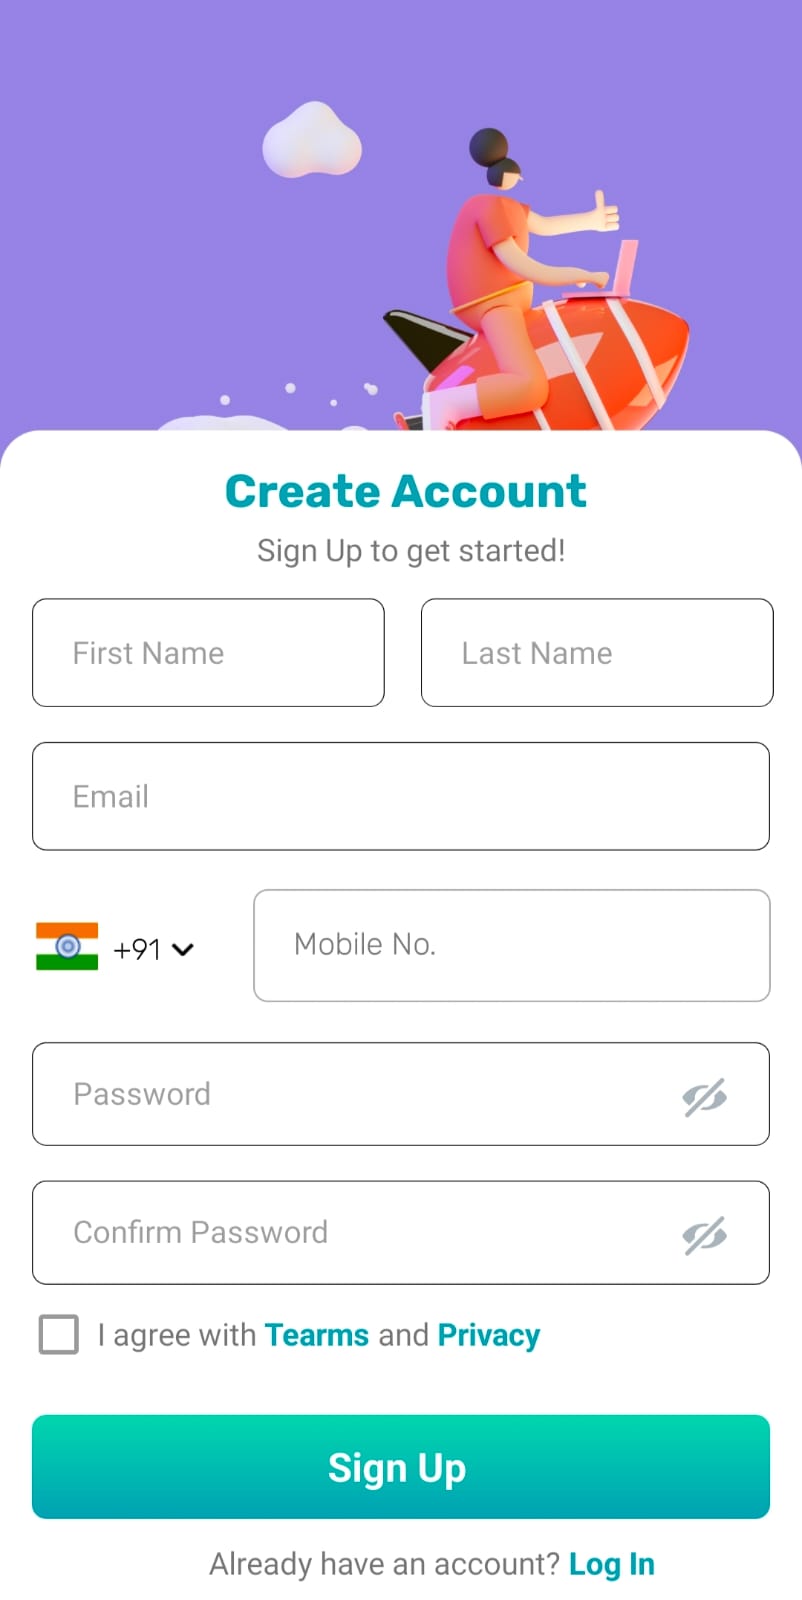 Create Account
Sign Up to get started!
First Name
Last Name
Email
+91
Mobile No.
Password
Confirm Password
I agree with Tearms and Privacy
Sign Up
Already have an account? Log In